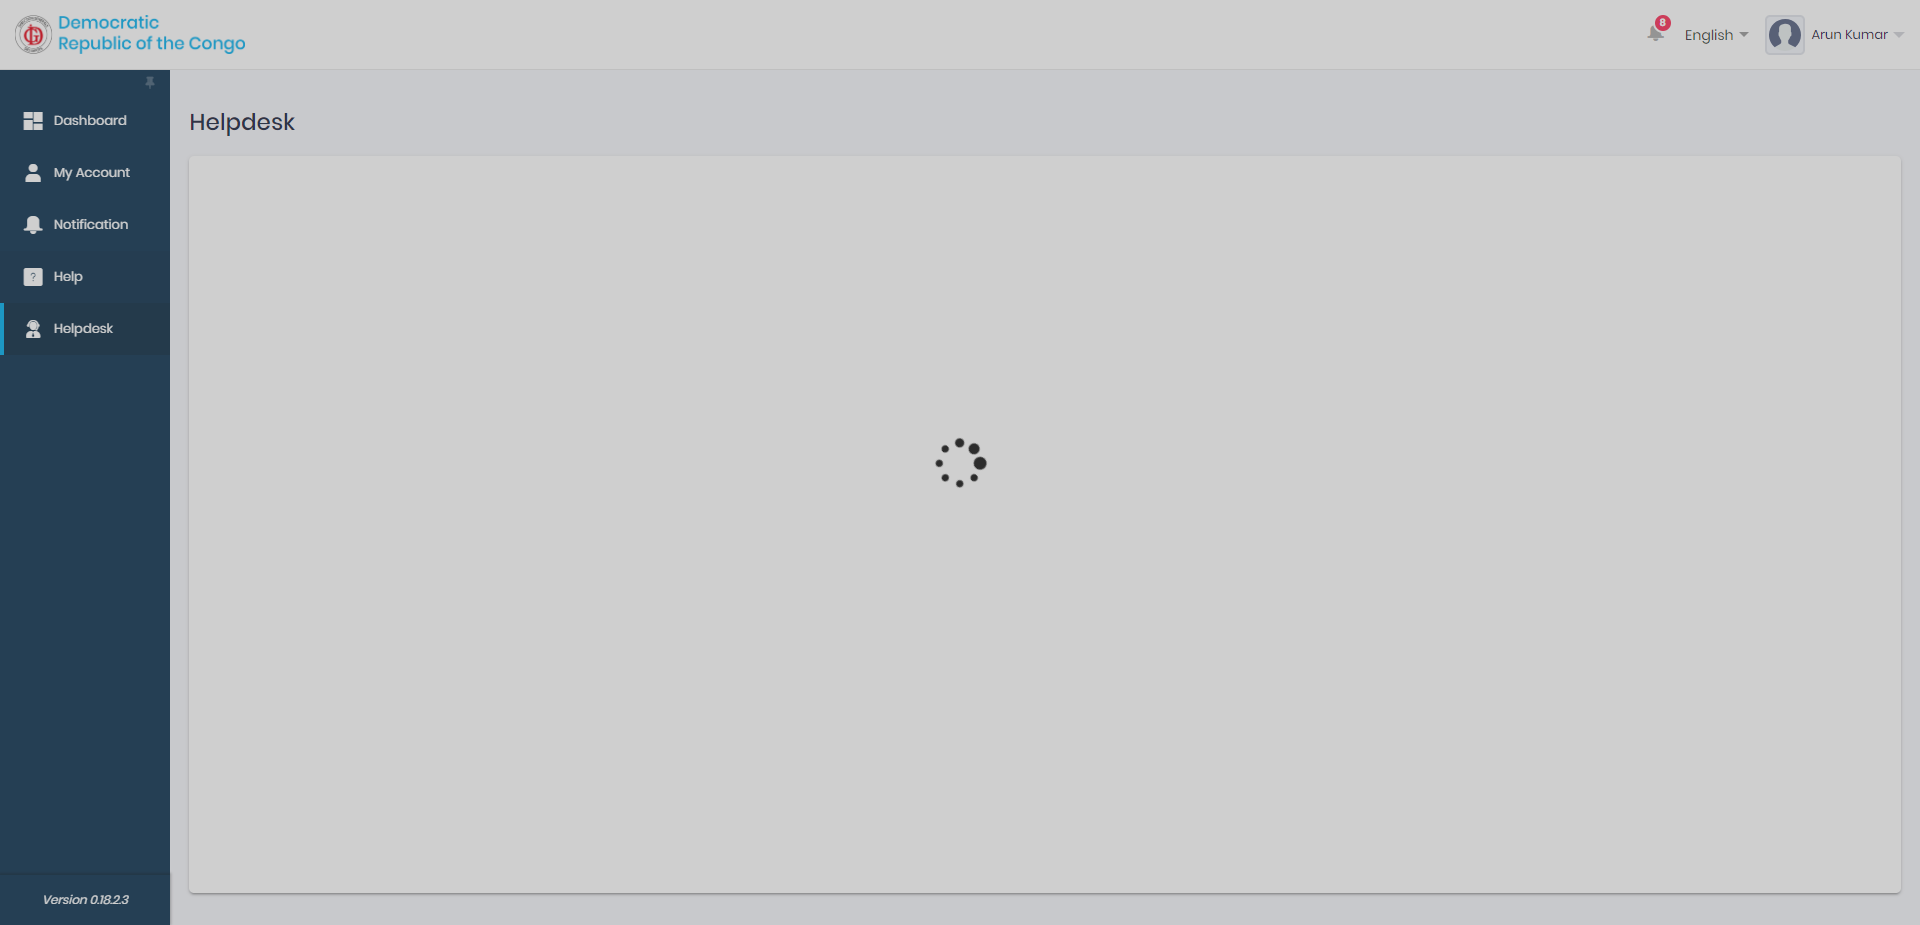 Democratic
Republic of the Congo
8
English
Arun Kumar
Dashboard
My Account
Notification
? Help
Helpdesk
Helpdesk
Version 0.18.2.3